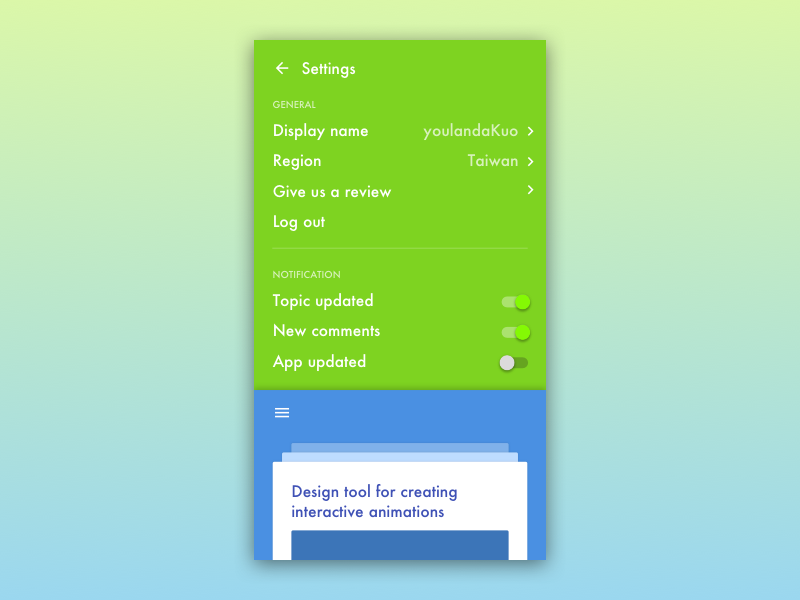 Settings
GENERAL
Display name youlandaKuo
Region Taiwan
Give us a review
Log out
NOTIFICATION
Topic updated
New comments
App updated
Design tool for creating
interactive animations